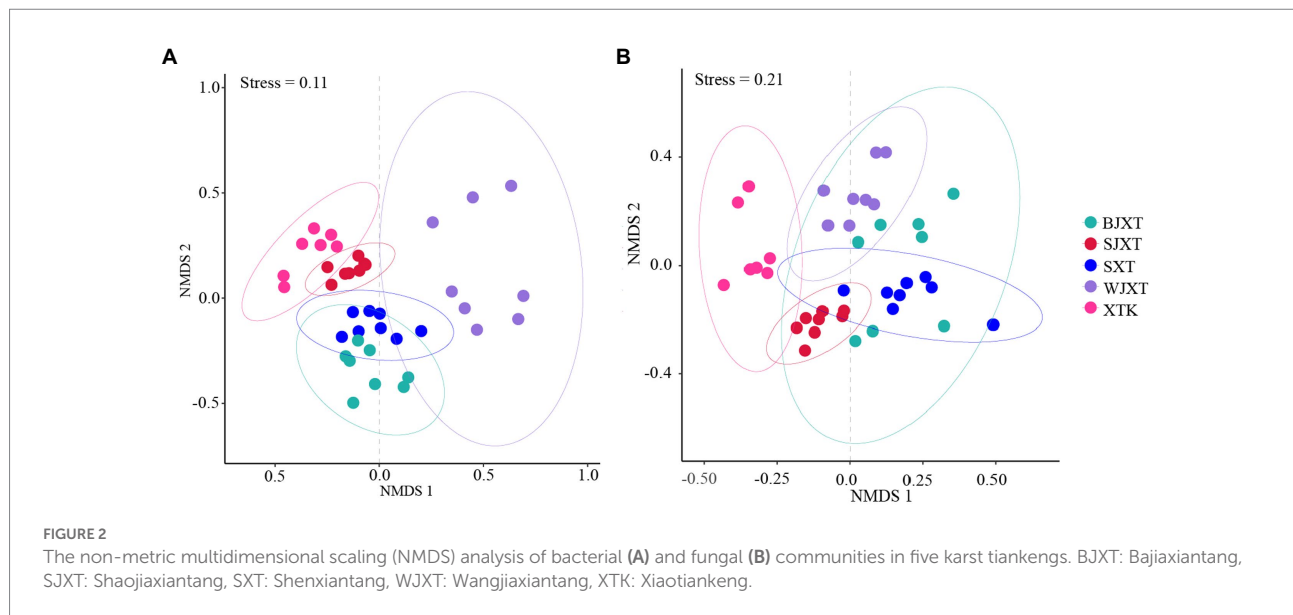 A
Stress = 0.11
1.0
0.5
0.0
-0.5
NMDS 2
0.5
0.0
0.5
1.0
NMDS 1
B
Stress = 0.21
0.4
0.0
-0.4
NMDS 2
-0.50
-0.25
0.0
0.25
0.50
NMDS 1
BJXT
SJXT
SXT
WJXT
XTK
FIGURE 2
The non-metric multidimensional scaling (NMDS) analysis of bacterial (A) and fungal (B) communities in five karst tiankengs. BJXT: Bajiaxiantang,
SJXT: Shaojiaxiantang, SXT: Shenxiantang, WJXT: Wangjiaxiantang, XTK: Xiaotiankeng.